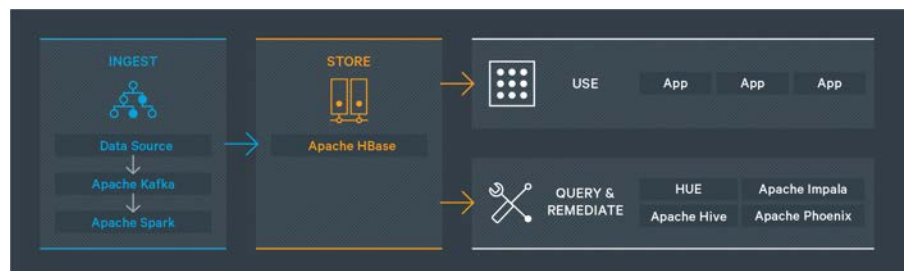 INGEST
Data Source
Apache Kafka
Apache Spark
STORE
Apache HBase
USE
App App App
QUERY &
REMEDIATE
HUE Apache Impala
Apache Hive Apache Phoenix